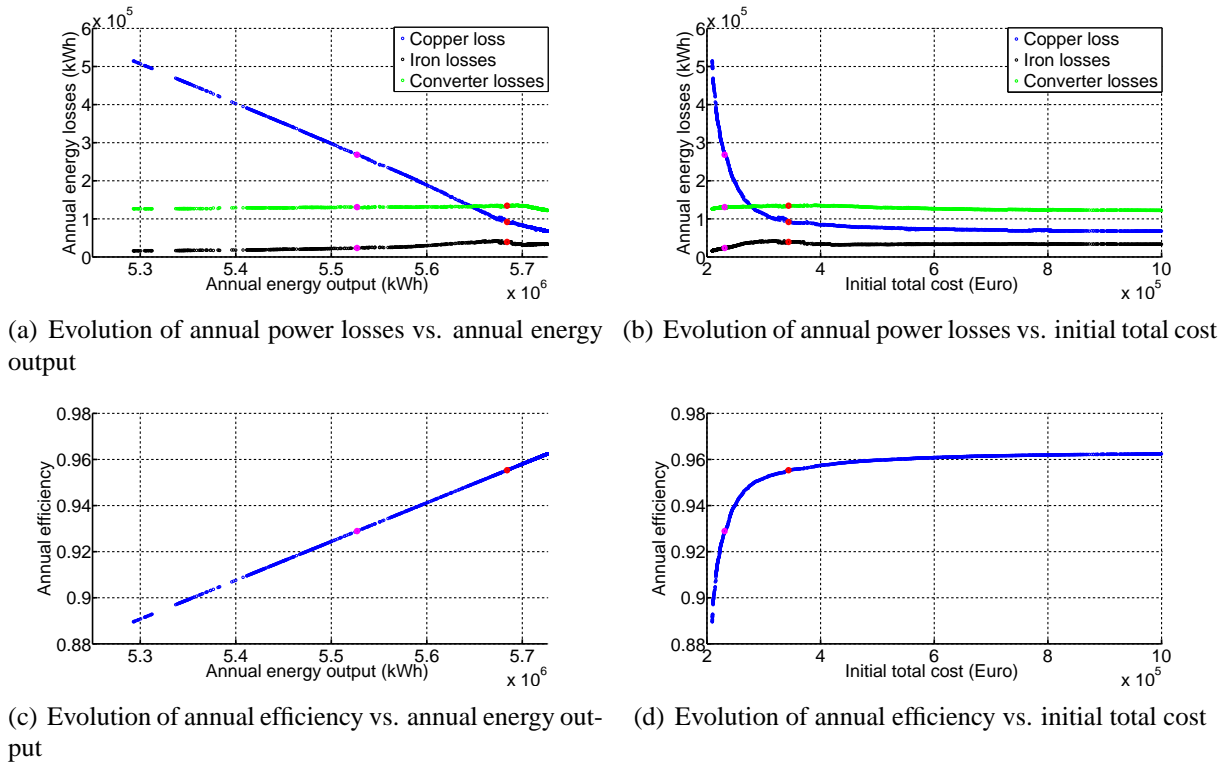 x 10^5
6
5
4
3
2
1
0
Annual energy losses (kWh)
Copper loss
Iron losses
Converter losses
5.3 5.4 5.5 5.6 5.7
Annual energy output (kWh)
x 10^6
(a) Evolution of annual power losses vs. annual energy
output
x 10^5
6
5
4
3
2
1
0
Annual energy losses (kWh)
Copper loss
Iron losses
Converter losses
2 4 6 8 10
Initial total cost (Euro)
x 10^5
(b) Evolution of annual power losses vs. initial total cost
0.98
0.96
0.94
0.92
0.9
0.88
Annual efficiency
5.3 5.4 5.5 5.6 5.7
Annual energy output (kWh)
x 10^6
(c) Evolution of annual efficiency vs. annual energy out-
put
0.98
0.96
0.94
0.92
0.9
0.88
Annual efficiency
2 4 6 8 10
Initial total cost (Euro)
x 10^5
(d) Evolution of annual efficiency vs. initial total cost